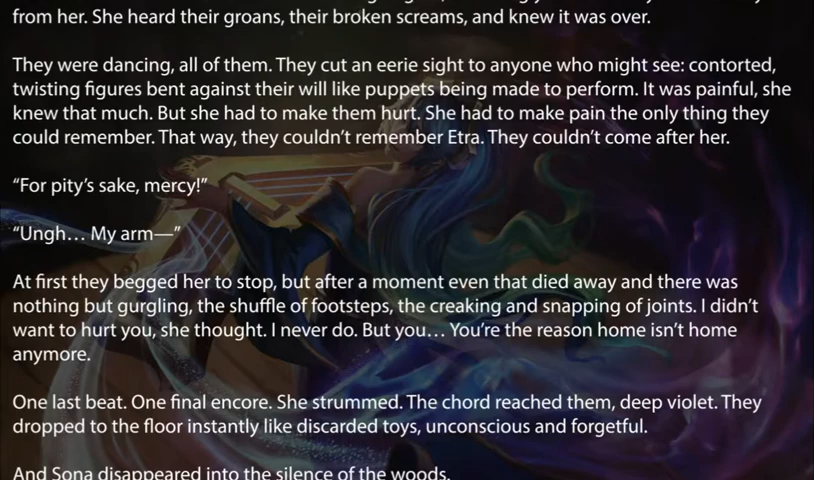 from her. She heard their groans, their broken screams, and knew it was over.
They were dancing, all of them. They cut an eerie sight to anyone who might see: contorted,
twisting figures bent against their will like puppets being made to perform. It was painful, she
knew that much. But she had to make them hurt. She had to make pain the only thing they
could remember. That way, they couldn’t remember Etra. They couldn’t come after her.
“For pity’s sake, mercy!”
“Ungh… My arm—”
At first they begged her to stop, but after a moment even that died away and there was
nothing but gurgling, the shuffle of footsteps, the creaking and snapping of joints. I didn’t
want to hurt you, she thought. I never do. But you… You’re the reason home isn’t home
anymore.
One last beat. One final encore. She strummed. The chord reached them, deep violet. They
dropped to the floor instantly like discarded toys, unconscious and forgetful.
And Sona disappeared into the silence of the woods.